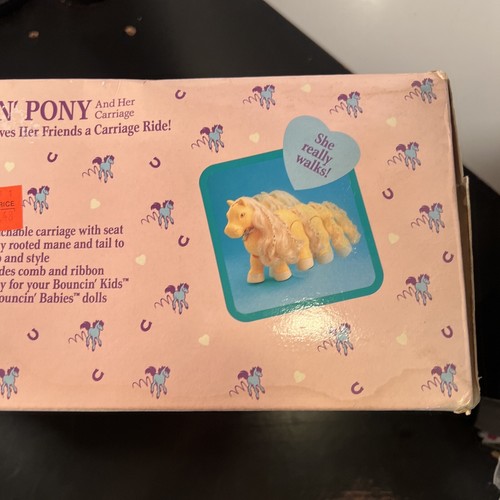 N' PONY And Her
Carriage
ves Her Friends a Carriage Ride!
She
really
walks!
ICE
chable carriage with seat
y rooted mane and tail to
and style
des comb and ribbon
y for your Bouncin' Kids™
ouncin' Babies™ dolls